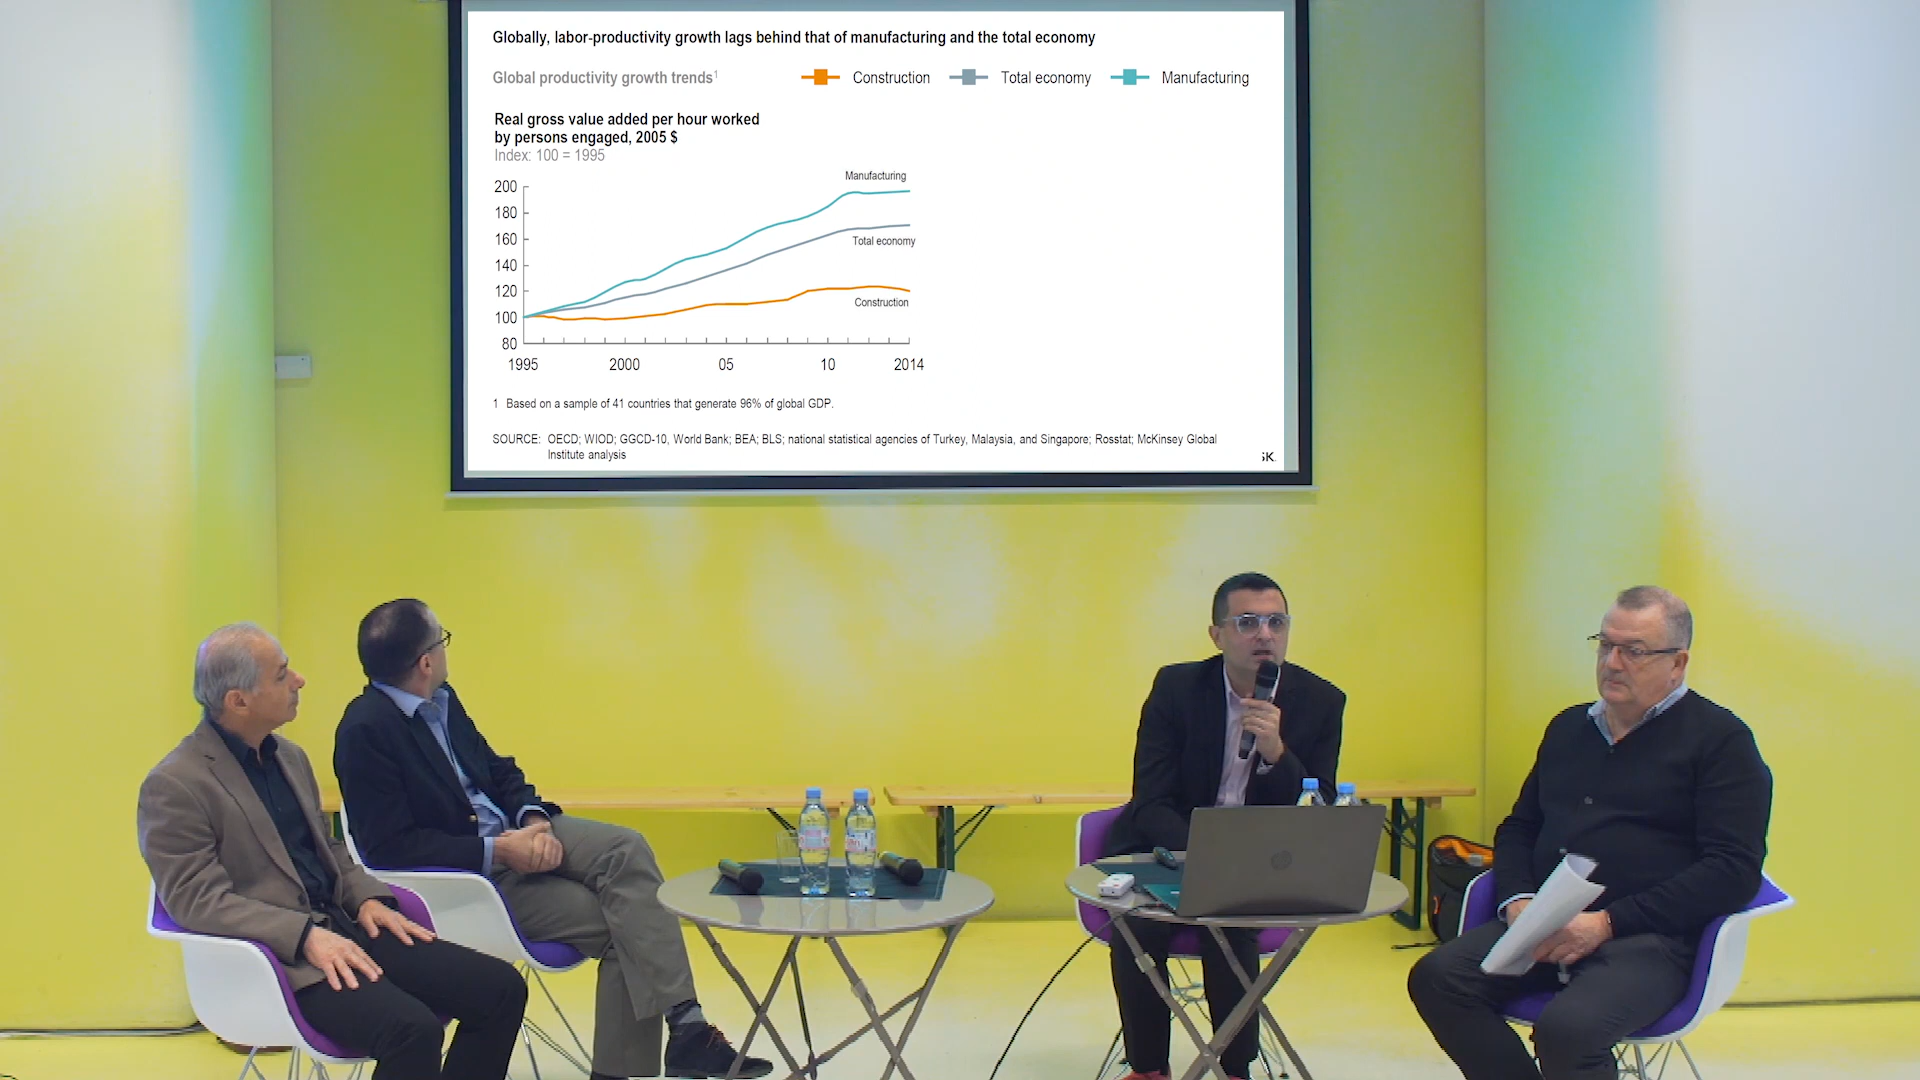 Globally, labor-productivity growth lags behind that of manufacturing and the total economy
Global productivity growth trends1
Construction
Total economy
Manufacturing
Real gross value added per hour worked
by persons engaged, 2005 $
Index: 100 = 1995
200
180
160
140
120
100
80
Manufacturing
Total economy
Construction
1995 2000 05 10 2014
1 Based on a sample of 41 countries that generate 96% of global GDP.
SOURCE: OECD; WIOD; GGCD-10, World Bank; BEA; BLS; national statistical agencies of Turkey, Malaysia, and Singapore; Rosstat; McKinsey Global
Institute analysis